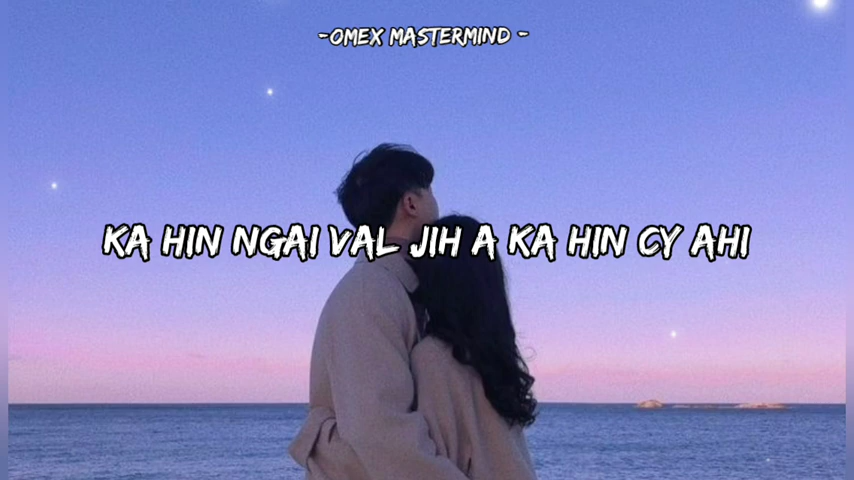 -OMEX MASTERMIND -
KA HIN NGAI VAL JIH A KA HIN CY AHI